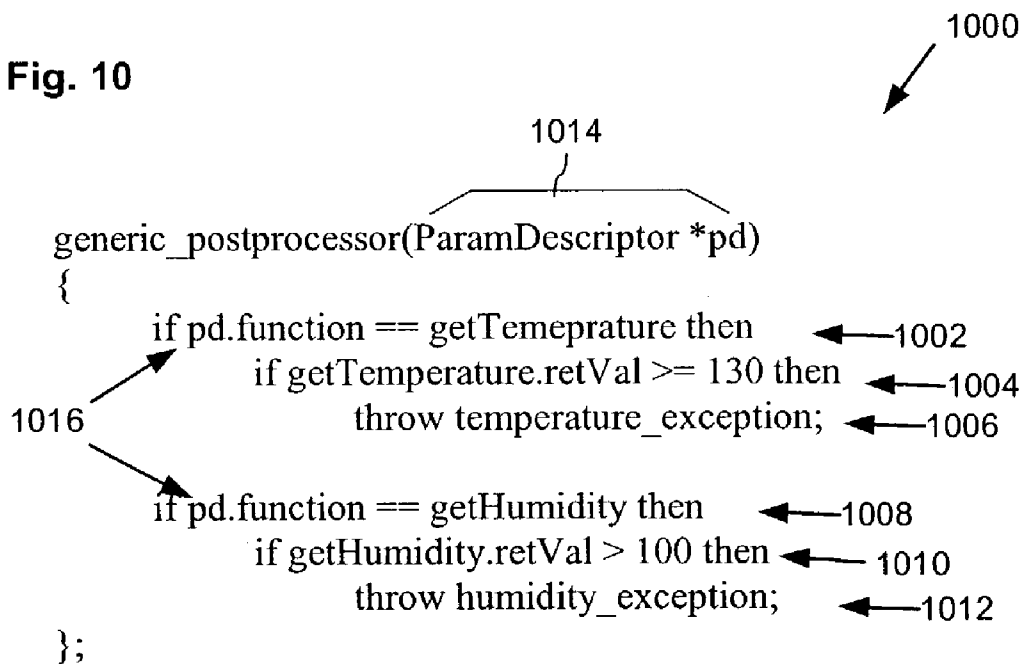 1000
Fig. 10
1014
generic_postprocessor(ParamDescriptor *pd)
{
if pd.function == getTemeprature then 1002
if getTemperature.retVal >= 130 then 1004
1016 throw temperature_exception; 1006
if pd.function == getHumidity then 1008
if getHumidity.retVal > 100 then 1010
throw humidity_exception; 1012
};